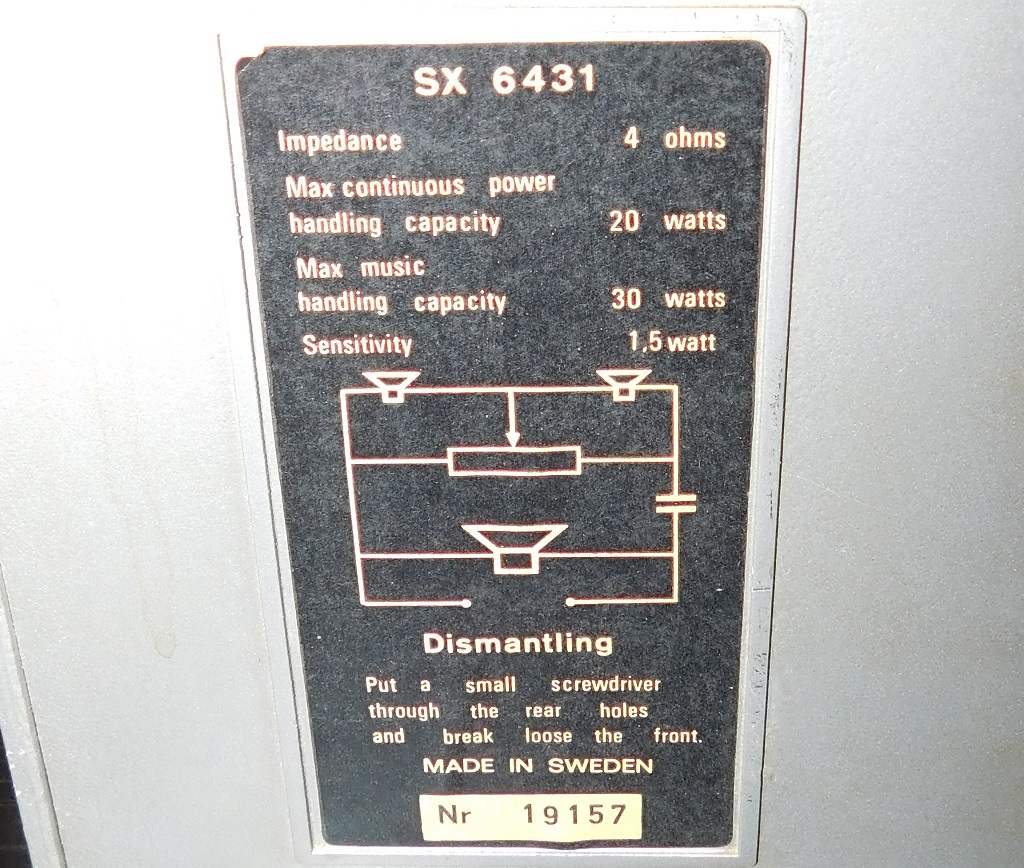 SX 6431
Impedance 4 ohms
Max continuous power
handling capacity 20 watts
Max music
handling capacity 30 watts
Sensitivity 1,5 watt
Dismantling
Put a small screwdriver
through the rear holes
and break loose the front.
MADE IN SWEDEN
Nr 19157